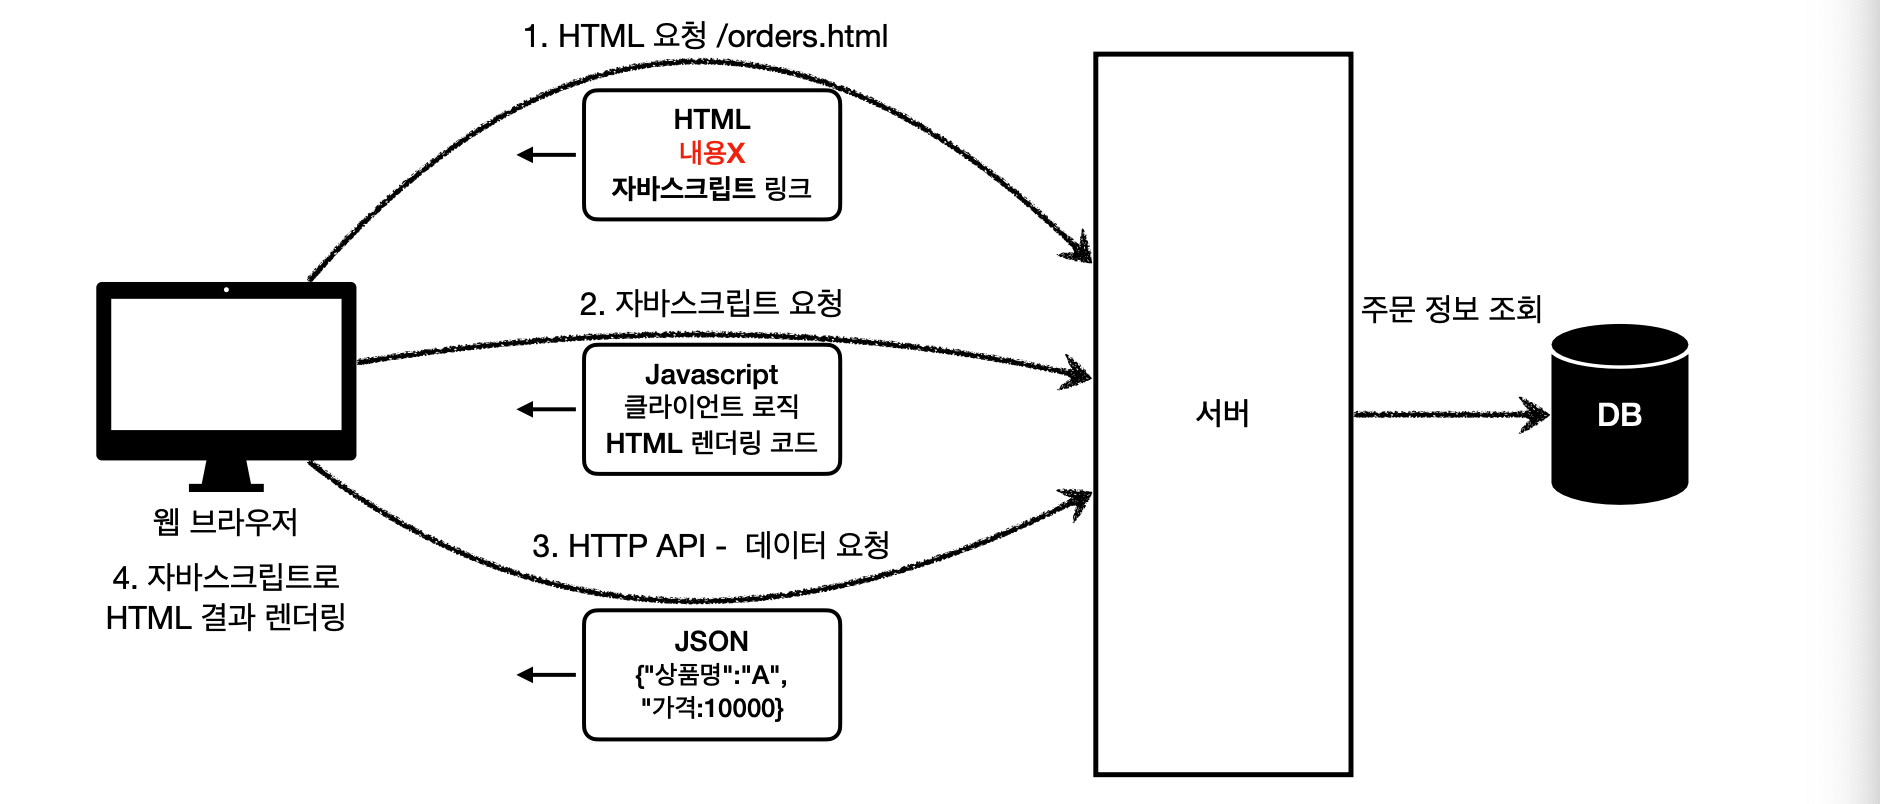 1. HTML 요청 /orders.html
HTML
내용X
자바스크립트 링크
2. 자바스크립트 요청
Javascript
클라이언트 로직
HTML 렌더링 코드
서버
주문 정보 조회
DB
웹 브라우저
4. 자바스크립트로
HTML 결과 렌더링
3. HTTP API - 데이터 요청
JSON
{"상품명":"A",
"가격:10000}